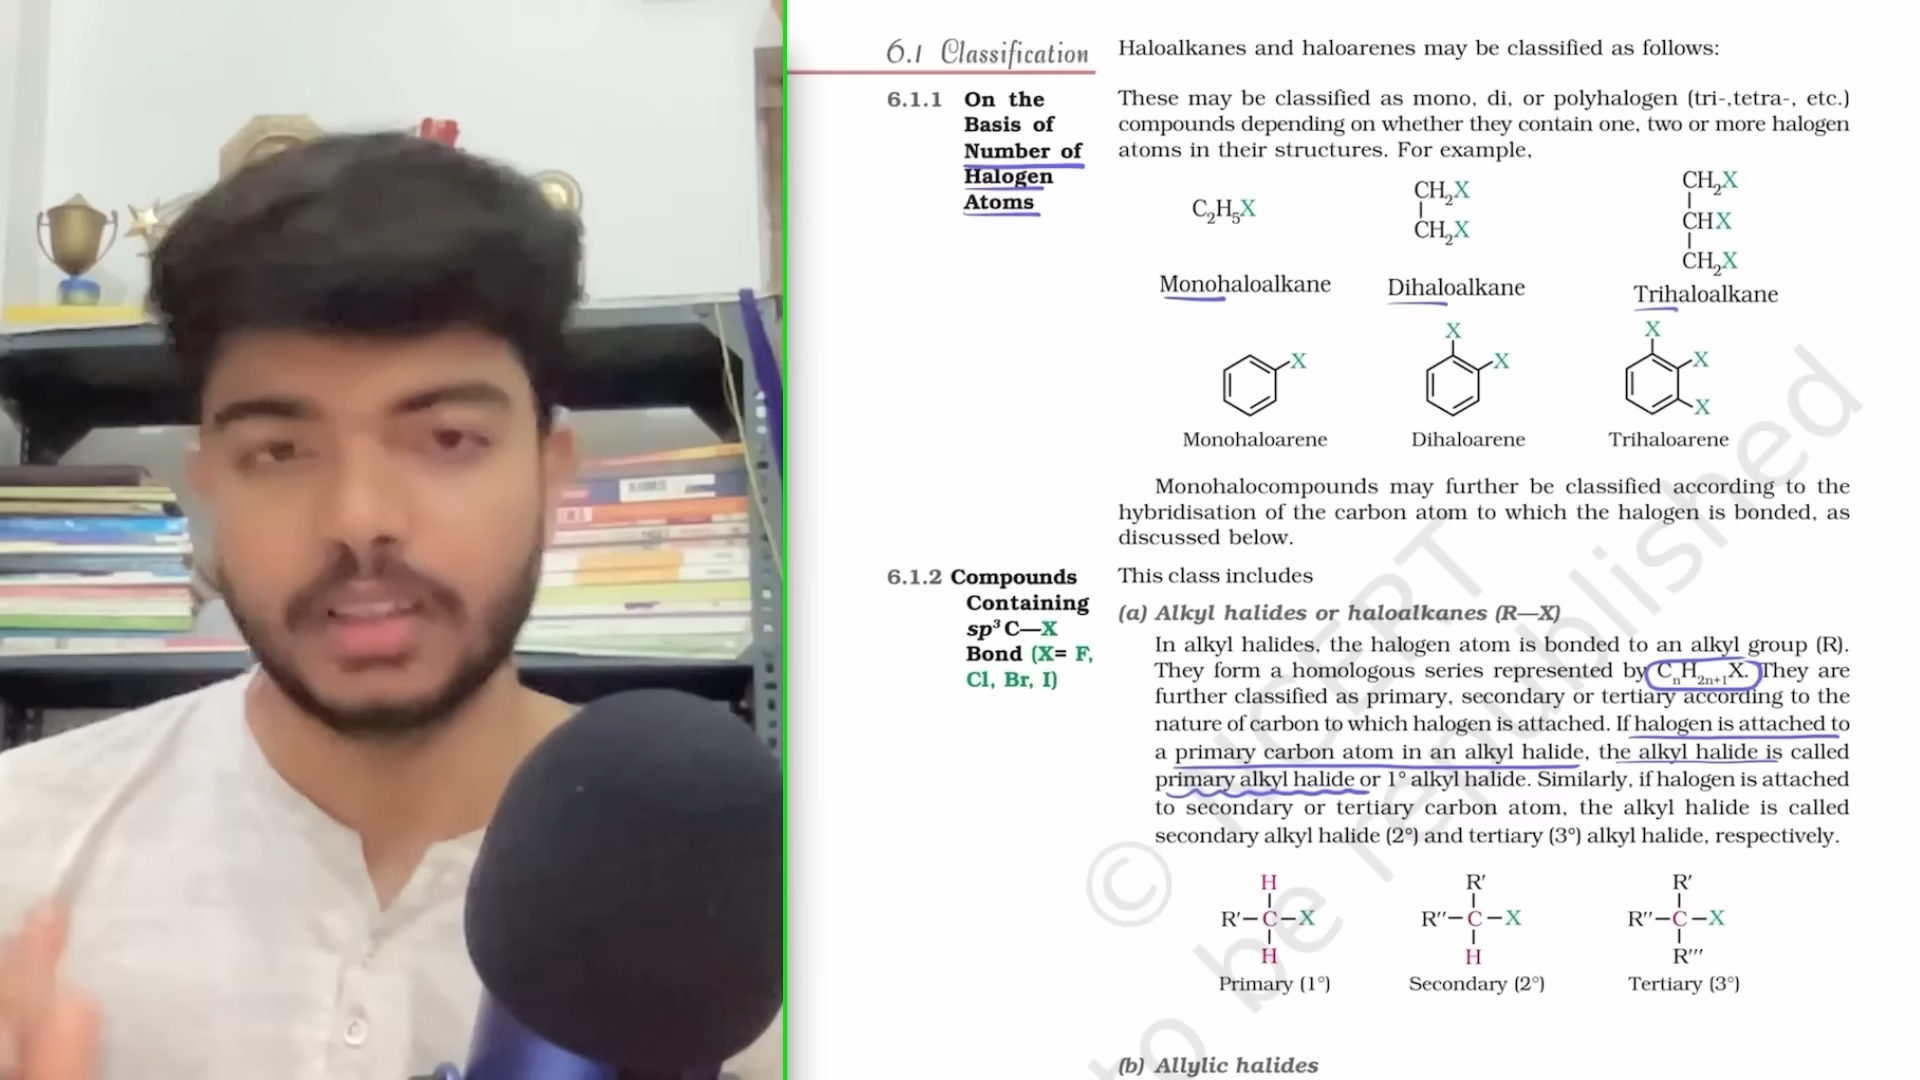 6.1 Classification
Haloalkanes and haloarenes may be classified as follows:
6.1.1 On the
Basis of
Number of
Halogen
Atoms
These may be classified as mono, di, or polyhalogen (tri-,tetra-, etc.)
compounds depending on whether they contain one, two or more halogen
atoms in their structures. For example,
C₂H₅X
CH₂X
CH₂X
CH₂X
CHX
CH₂X
Monohaloalkane
Dihaloalkane
Trihaloalkane
X
X
X
X
X
X
Monohaloarene
Dihaloarene
Trihaloarene
Monohalocompounds may further be classified according to the
hybridisation of the carbon atom to which the halogen is bonded, as
discussed below.
6.1.2 Compounds
Containing
sp³ C—X
Bond (X= F,
Cl, Br, I)
This class includes
(a) Alkyl halides or haloalkanes (R—X)
In alkyl halides, the halogen atom is bonded to an alkyl group (R).
They form a homologous series represented by CₙH₂ₙ₊₁X. They are
further classified as primary, secondary or tertiary according to the
nature of carbon to which halogen is attached. If halogen is attached to
a primary carbon atom in an alkyl halide, the alkyl halide is called
primary alkyl halide or 1° alkyl halide. Similarly, if halogen is attached
to secondary or tertiary carbon atom, the alkyl halide is called
secondary alkyl halide (2°) and tertiary (3°) alkyl halide, respectively.
H
R′—C—X
H
Primary (1°)
R′
R′′—C—X
H
Secondary (2°)
R′
R′′—C—X
R′′′
Tertiary (3°)
(b) Allylic halides
© NCERT
to be republished